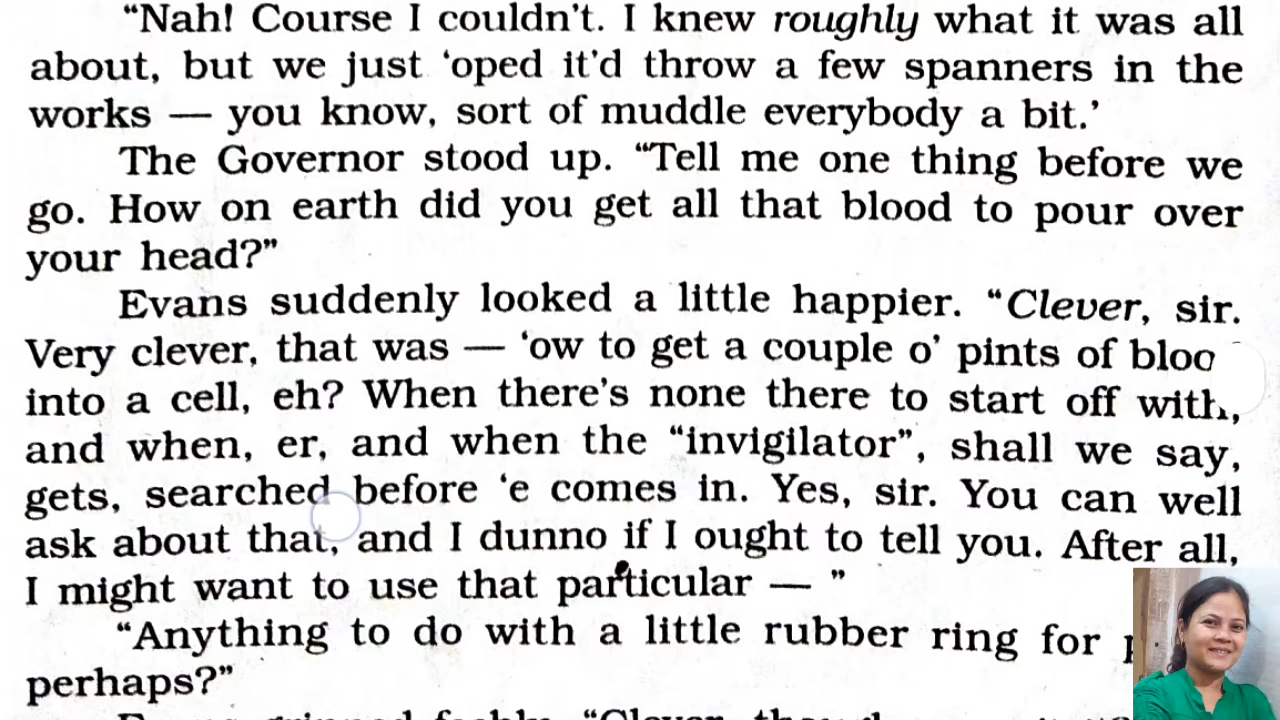 “Nah! Course I couldn’t. I knew roughly what it was all
about, but we just ‘oped it’d throw a few spanners in the
works — you know, sort of muddle everybody a bit.’
The Governor stood up. “Tell me one thing before we
go. How on earth did you get all that blood to pour over
your head?”
Evans suddenly looked a little happier. “Clever, sir.
Very clever, that was — ‘ow to get a couple o’ pints of
into a cell, eh? When there’s none there to start off with,
and when, er, and when the “invigilator”, shall we say,
gets, searched before ‘e comes in. Yes, sir. You can well
ask about that, and I dunno if I ought to tell you. After all,
I might want to use that particular — ”
“Anything to do with a little rubber ring for
perhaps?”